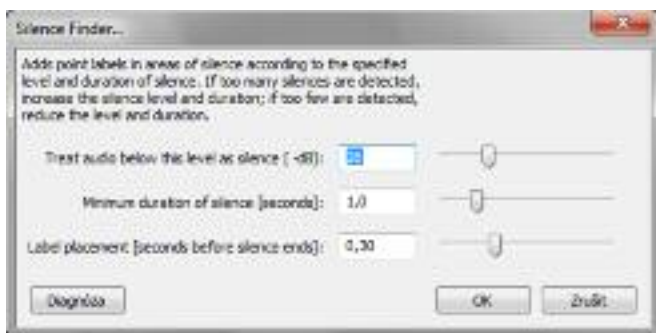 Silence Finder...
Adds point labels in areas of silence according to the specified
level and duration of silence. If too many silences are detected,
increase the silence level and duration; if too few are detected,
reduce the level and duration.
Treat audio below this level as silence [ -dB]:
Minimum duration of silence [seconds]: 1,0
Label placement [seconds before silence ends]: 0,30
Diagnóza OK Zrušit